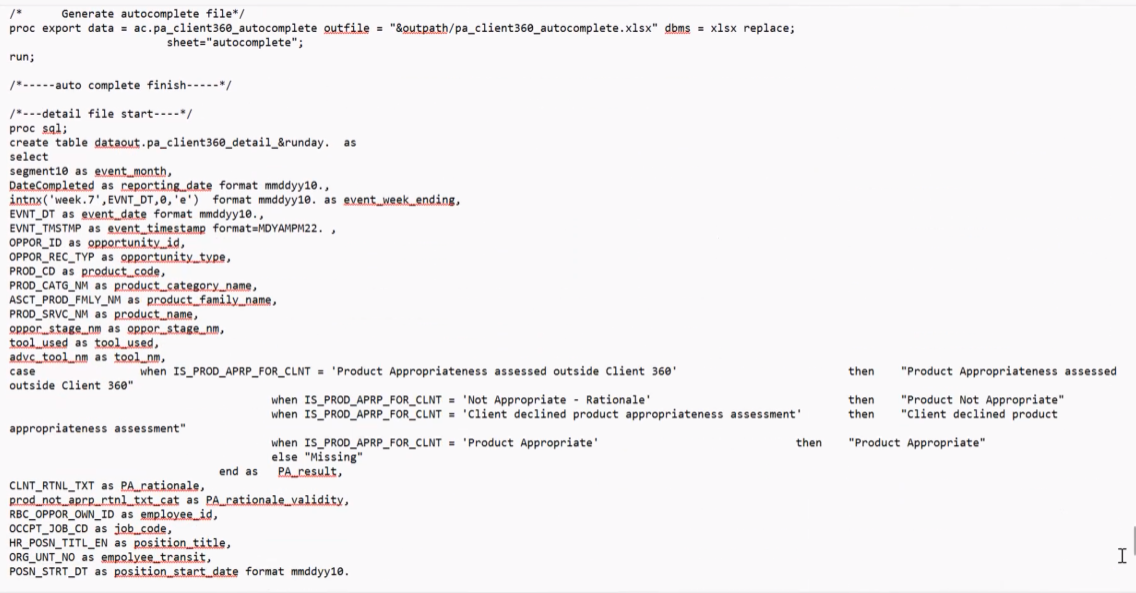 /*      Generate autocomplete file*/
proc export data = ac.pa_client360_autocomplete outfile = "&outpath/pa_client360_autocomplete.xlsx" dbms = xlsx replace;
sheet="autocomplete";
run;
/*-----auto complete finish-----*/
/*---detail file start----*/
proc sql;
create table dataout.pa_client360_detail_&runday.  as
select
segment10 as event_month,
DateCompleted as reporting_date format mmddyy10.,
intnx('week.7',EVNT_DT,0,'e')  format mmddyy10. as event_week_ending,
EVNT_DT as event_date format mmddyy10.,
EVNT_TMSTMP as event_timestamp format=MDYAMPM22. ,
OPPOR_ID as opportunity_id,
OPPOR_REC_TYP as opportunity_type,
PROD_CD as product_code,
PROD_CATG_NM as product_category_name,
ASCT_PROD_FMLY_NM as product_family_name,
PROD_SRVC_NM as product_name,
oppor_stage_nm as oppor_stage_nm,
tool_used as tool_used,
advc_tool_nm as tool_nm,
case when IS_PROD_APRP_FOR_CLNT = 'Product Appropriateness assessed outside Client 360' then "Product Appropriateness assessed
outside Client 360"
when IS_PROD_APRP_FOR_CLNT = 'Not Appropriate - Rationale' then "Product Not Appropriate"
when IS_PROD_APRP_FOR_CLNT = 'Client declined product appropriateness assessment' then "Client declined product
appropriateness assessment"
when IS_PROD_APRP_FOR_CLNT = 'Product Appropriate' then "Product Appropriate"
else "Missing"
end as   PA_result,
CLNT_RTNL_TXT as PA_rationale,
prod_not_aprp_rtnl_txt_cat as PA_rationale_validity,
RBC_OPPOR_OWN_ID as employee_id,
OCCPT_JOB_CD as job_code,
HR_POSN_TITL_EN as position_title,
ORG_UNT_NO as empolyee_transit,
POSN_STRT_DT as position_start_date format mmddyy10.